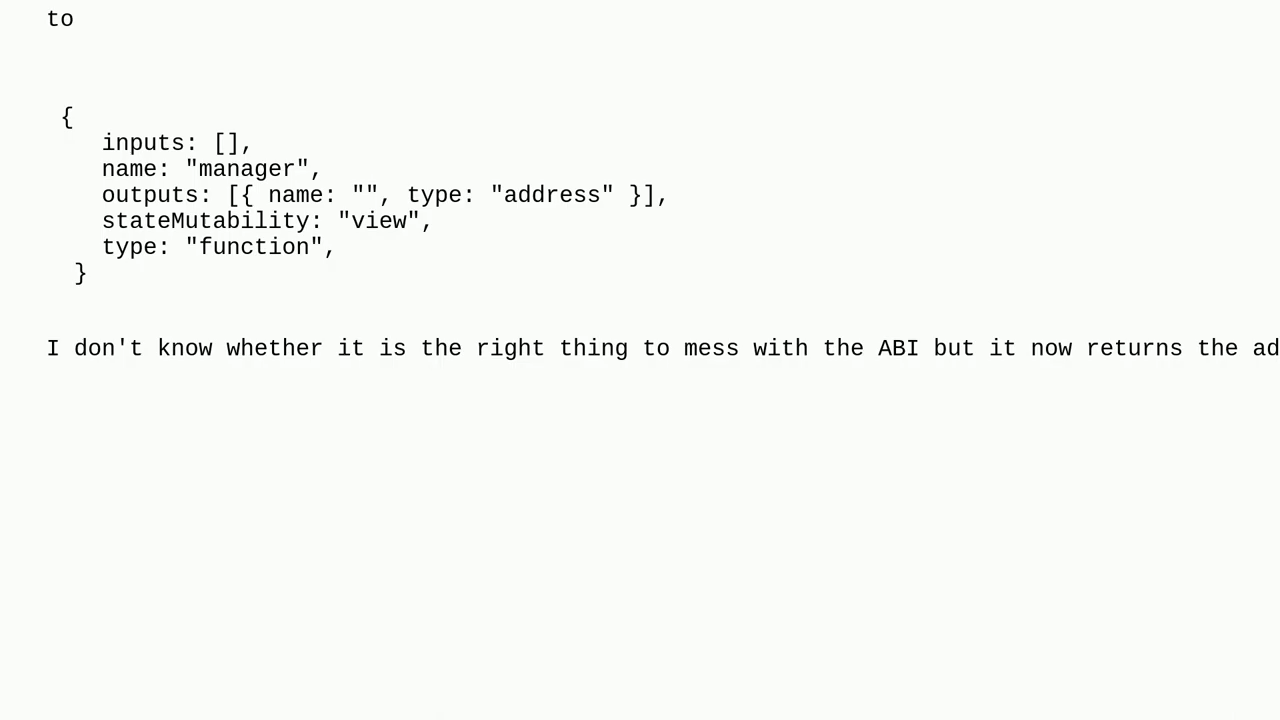 to
{
inputs: [],
name: "manager",
outputs: [{ name: "", type: "address" }],
stateMutability: "view",
type: "function",
}
I don't know whether it is the right thing to mess with the ABI but it now returns the